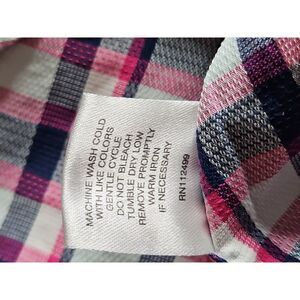 MACHINE WASH COLD
WITH LIKE COLORS
GENTLE CYCLE
DO NOT BLEACH
TUMBLE DRY LOW
REMOVE PROMPTLY
WARM IRON
IF NECESSARY
RN112499